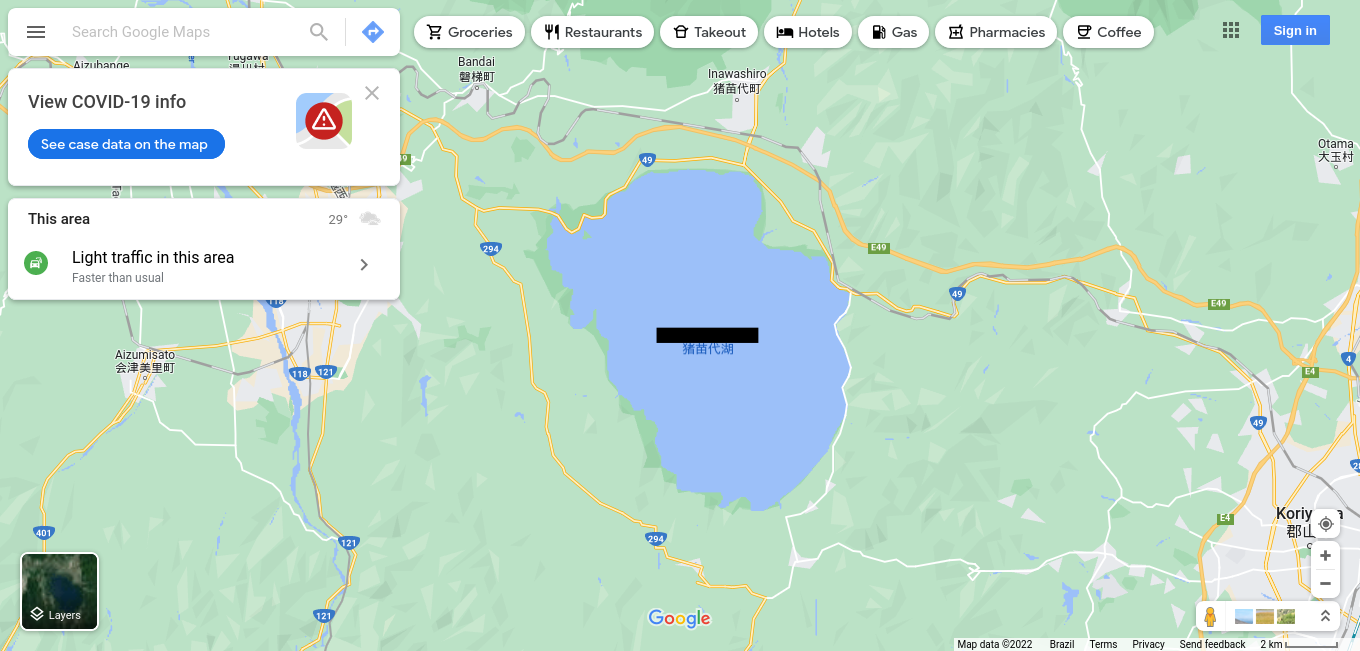 Search Google Maps
Groceries
Restaurants
Takeout
Hotels
Gas
Pharmacies
Coffee
Sign in
Aizubange
Bandai
磐梯町
Inawashiro
猪苗代町
View COVID-19 info
See case data on the map
49
49
Otama
大玉村
This area
29°
Light traffic in this area
Faster than usual
294
E49
49
E49
118
猪苗代湖
Aizumisato
会津美里町
118
121
4
E4
49
Koriy
郡山
E4
401
121
294
121
Layers
Google
Map data ©2022
Brazil
Terms
Privacy
Send feedback
2 km